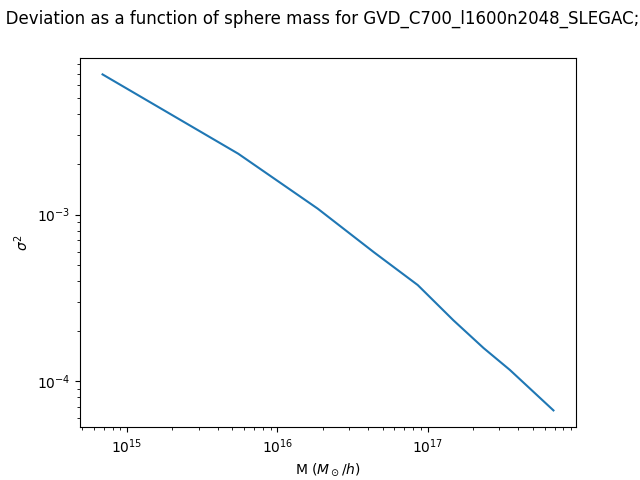 Deviation as a function of sphere mass for GVD_C700_l1600n2048_SLEGAC;
σ²
10⁻³
10⁻⁴
10¹⁵ 10¹⁶ 10¹⁷
M (M⊙/h)